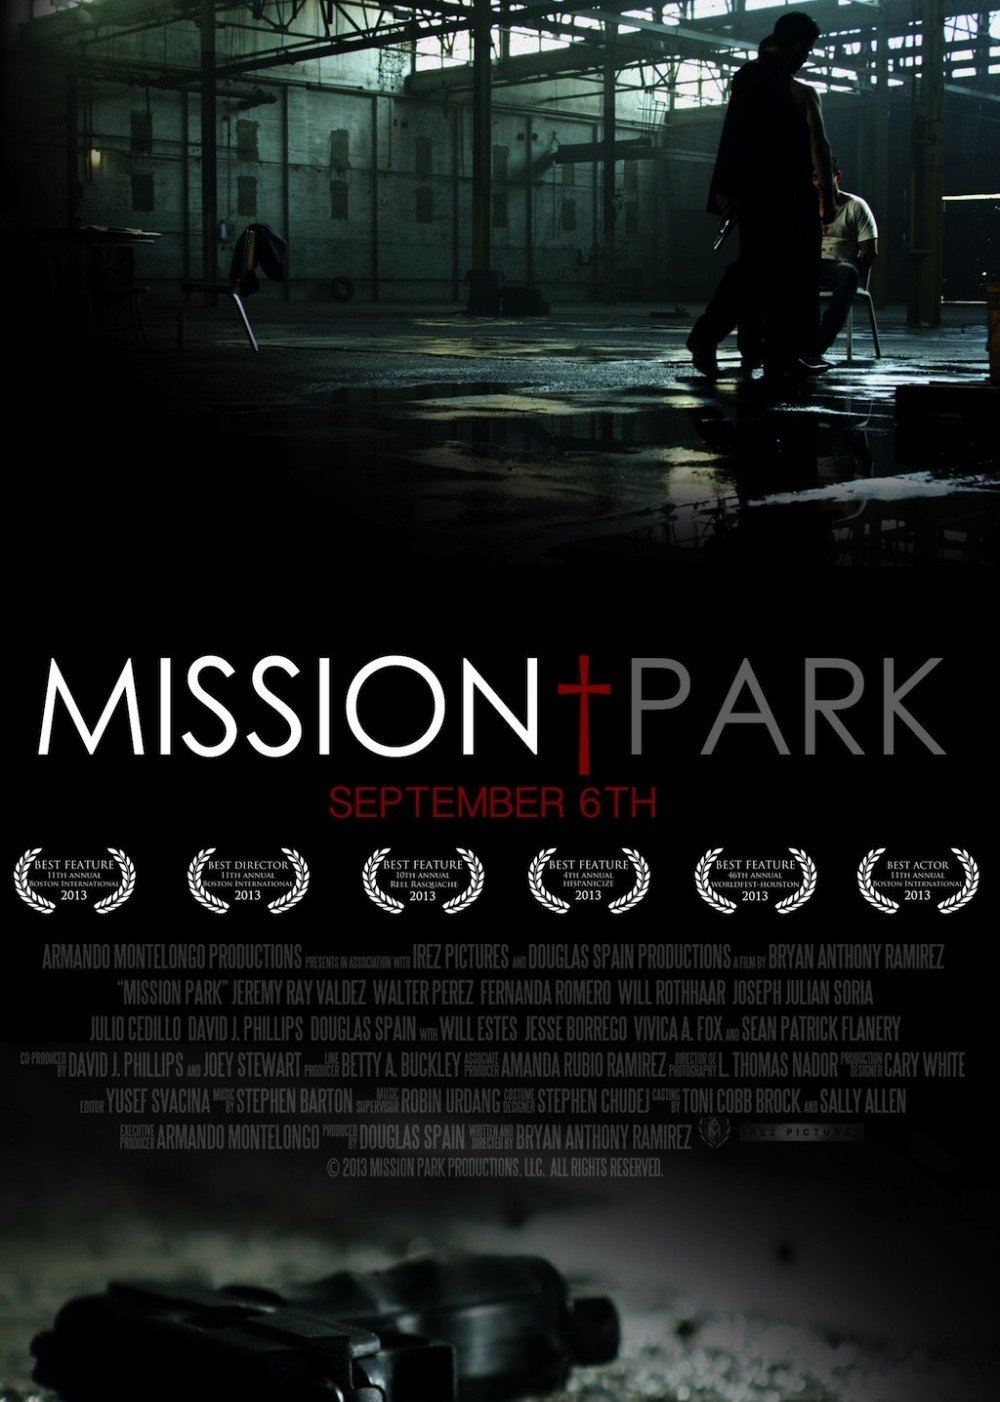 MISSION PARK
SEPTEMBER 6TH
BEST FEATURE
11TH ANNUAL
BOSTON INTERNATIONAL
2013
BEST DIRECTOR
11TH ANNUAL
BOSTON INTERNATIONAL
2013
BEST FEATURE
10TH ANNUAL
REEL RASQUACHE
2013
BEST FEATURE
4TH ANNUAL
HISPANICIZE
2013
BEST FEATURE
46TH ANNUAL
WORLDFEST-HOUSTON
2013
BEST ACTOR
11TH ANNUAL
BOSTON INTERNATIONAL
2013
ARMANDO MONTELONGO PRODUCTIONS PRESENTS IN ASSOCIATION WITH IREZ PICTURES AND DOUGLAS SPAIN PRODUCTIONS A FILM BY BRYAN ANTHONY RAMIREZ
"MISSION PARK" JEREMY RAY VALDEZ WALTER PEREZ FERNANDA ROMERO WILL ROTHHAAR JOSEPH JULIAN SORIA
JULIO CEDILLO DAVID J. PHILLIPS DOUGLAS SPAIN WITH WILL ESTES JESSE BORREGO VIVICA A. FOX AND SEAN PATRICK FLANERY
CO-PRODUCED BY DAVID J. PHILLIPS AND JOEY STEWART LINE PRODUCER BETTY A. BUCKLEY ASSOCIATE PRODUCER AMANDA RUBIO RAMIREZ DIRECTOR OF PHOTOGRAPHY L. THOMAS NADOR PRODUCTION DESIGNER CARY WHITE
EDITOR YUSEF SVACINA MUSIC BY STEPHEN BARTON MUSIC SUPERVISOR ROBIN URDANG COSTUME DESIGNER STEPHEN CHUDEJ CASTING BY TONI COBB BROCK AND SALLY ALLEN
EXECUTIVE PRODUCER ARMANDO MONTELONGO PRODUCED BY DOUGLAS SPAIN WRITTEN AND DIRECTED BY BRYAN ANTHONY RAMIREZ IREZ PICTURES
© 2013 MISSION PARK PRODUCTIONS, LLC. ALL RIGHTS RESERVED.